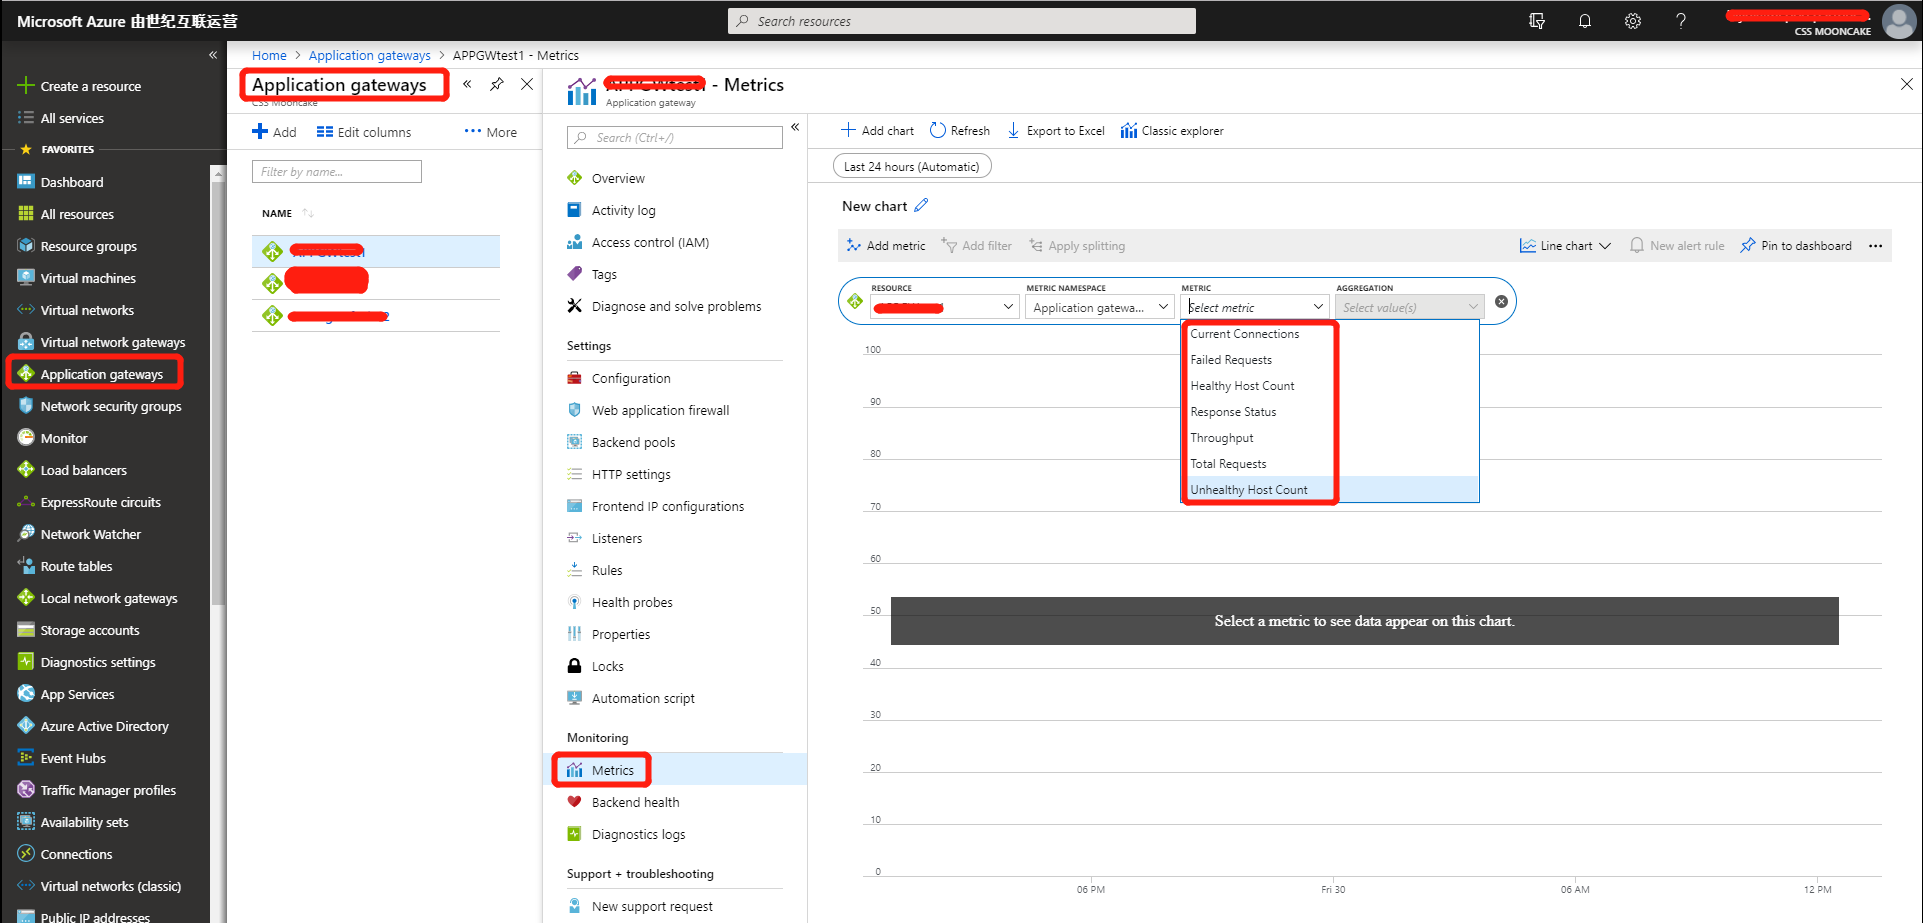 Microsoft Azure 由世纪互联运营
Search resources
CSS MOONCAKE
Home > Application gateways > APPGWtest1 - Metrics
Create a resource
All services
FAVORITES
Dashboard
All resources
Resource groups
Virtual machines
Virtual networks
Virtual network gateways
Application gateways
Network security groups
Monitor
Load balancers
ExpressRoute circuits
Network Watcher
Route tables
Local network gateways
Storage accounts
Diagnostics settings
App Services
Azure Active Directory
Event Hubs
Traffic Manager profiles
Availability sets
Connections
Virtual networks (classic)
Public IP addresses
Application gateways
CSS Mooncake
Add
Edit columns
More
Filter by name...
NAME
- Metrics
Application gateway
Search (Ctrl+/)
Overview
Activity log
Access control (IAM)
Tags
Diagnose and solve problems
Settings
Configuration
Web application firewall
Backend pools
HTTP settings
Frontend IP configurations
Listeners
Rules
Health probes
Properties
Locks
Automation script
Monitoring
Metrics
Backend health
Diagnostics logs
Support + troubleshooting
New support request
Add chart
Refresh
Export to Excel
Classic explorer
Last 24 hours (Automatic)
New chart
Add metric
Add filter
Apply splitting
Line chart
New alert rule
Pin to dashboard
RESOURCE
METRIC NAMESPACE
Application gatewa...
METRIC
Select metric
AGGREGATION
Select value(s)
Current Connections
Failed Requests
Healthy Host Count
Response Status
Throughput
Total Requests
Unhealthy Host Count
100
90
80
70
60
50
Select a metric to see data appear on this chart.
40
30
20
10
0
06 PM
Fri 30
06 AM
12 PM